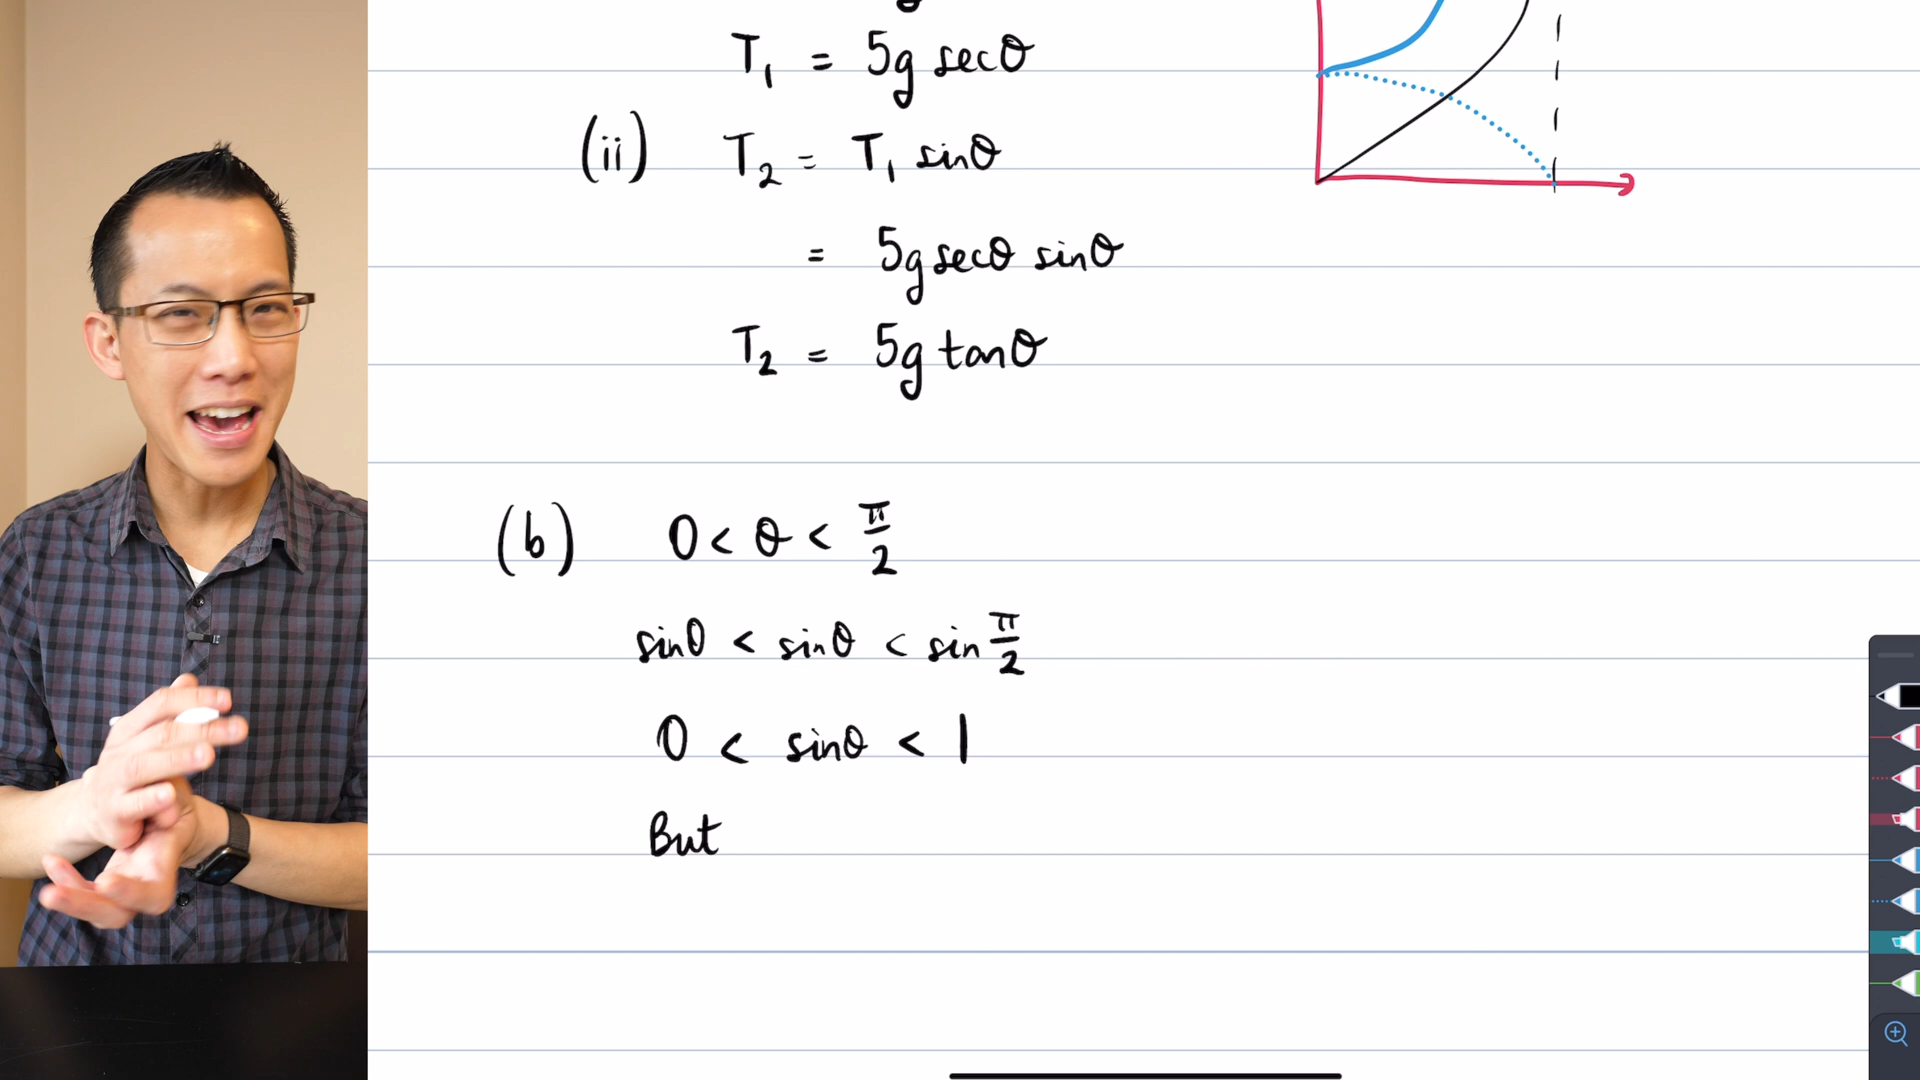 T₁ = 5g secθ
(ii) T₂ = T₁ sinθ
= 5g secθ sinθ
T₂ = 5g tanθ
(b) 0 < θ < π/2
sin0 < sinθ < sin π/2
0 < sinθ < 1
But